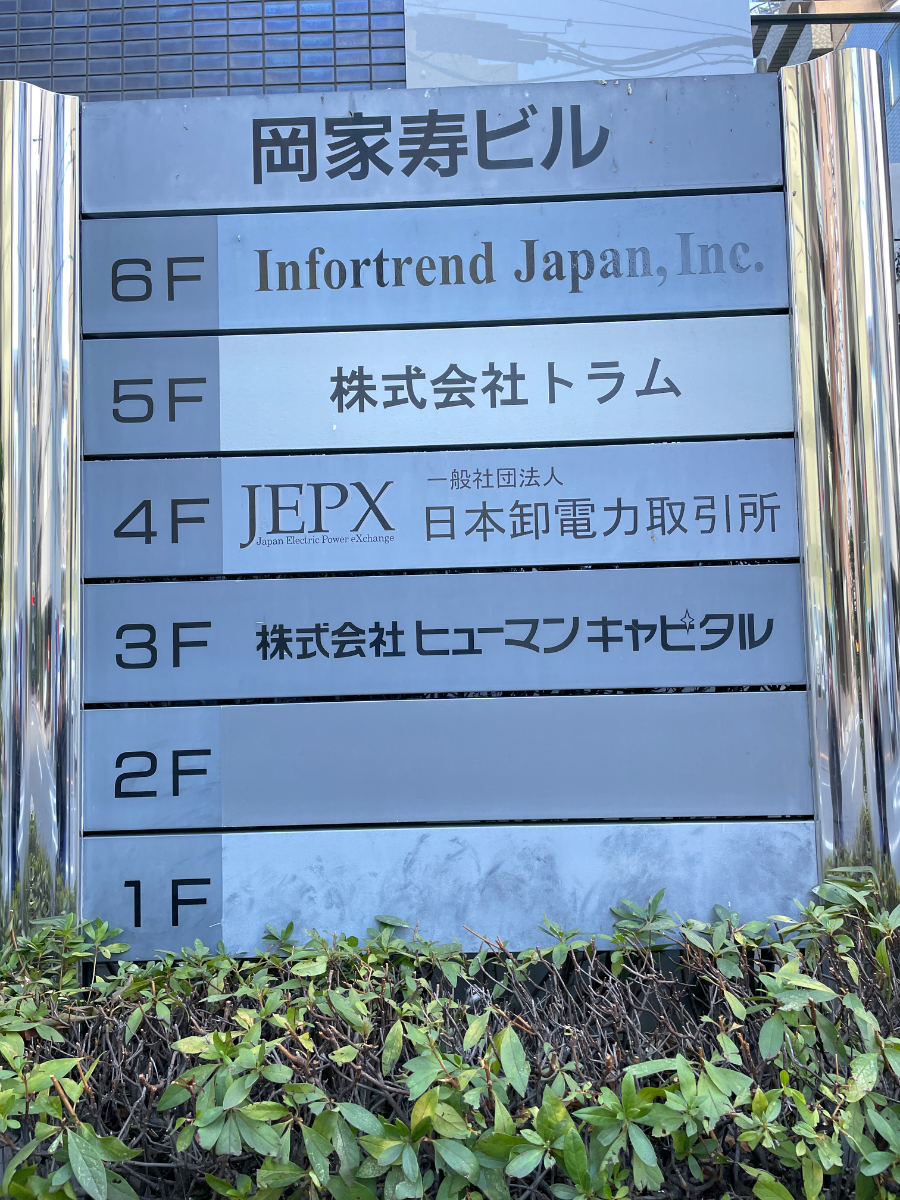 岡家寿ビル
6F Infortrend Japan, Inc.
5F 株式会社トラム
4F JEPX 一般社団法人
Japan Electric Power eXchange 日本卸電力取引所
3F 株式会社 ヒューマンキャピタル
2F
1F